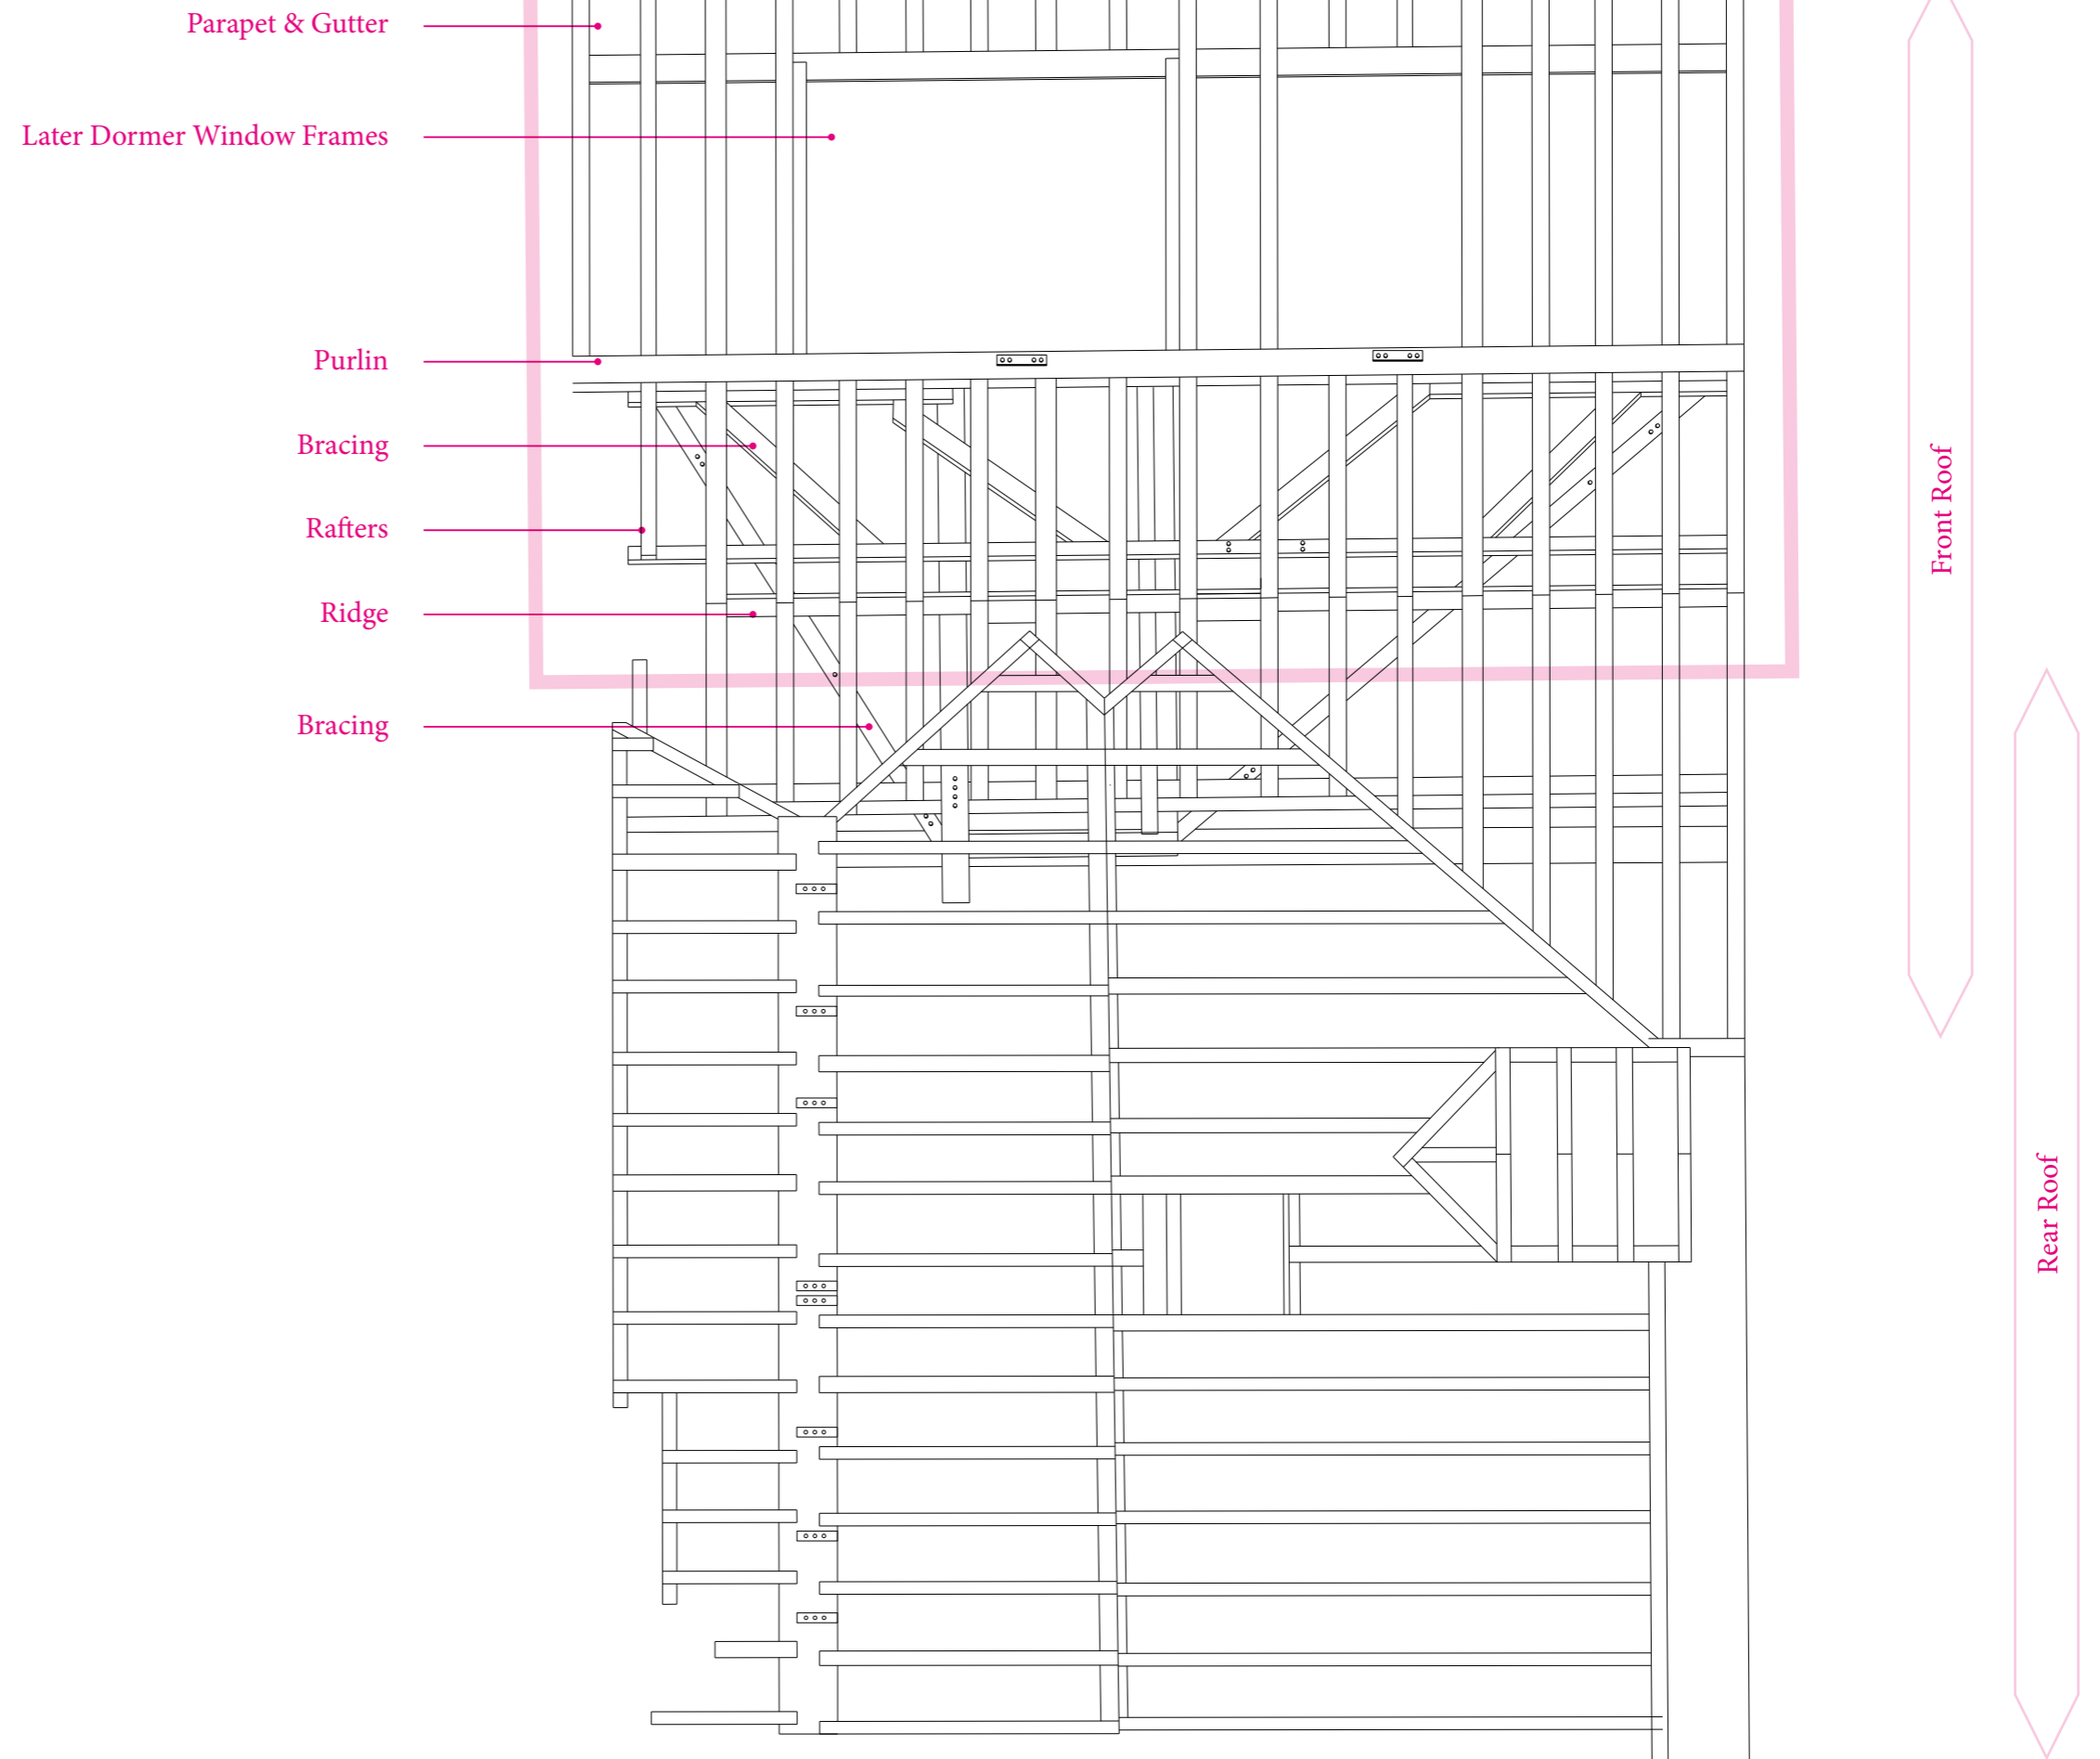 Parapet & Gutter
Later Dormer Window Frames
Purlin
Bracing
Rafters
Ridge
Bracing
Front Roof
Rear Roof